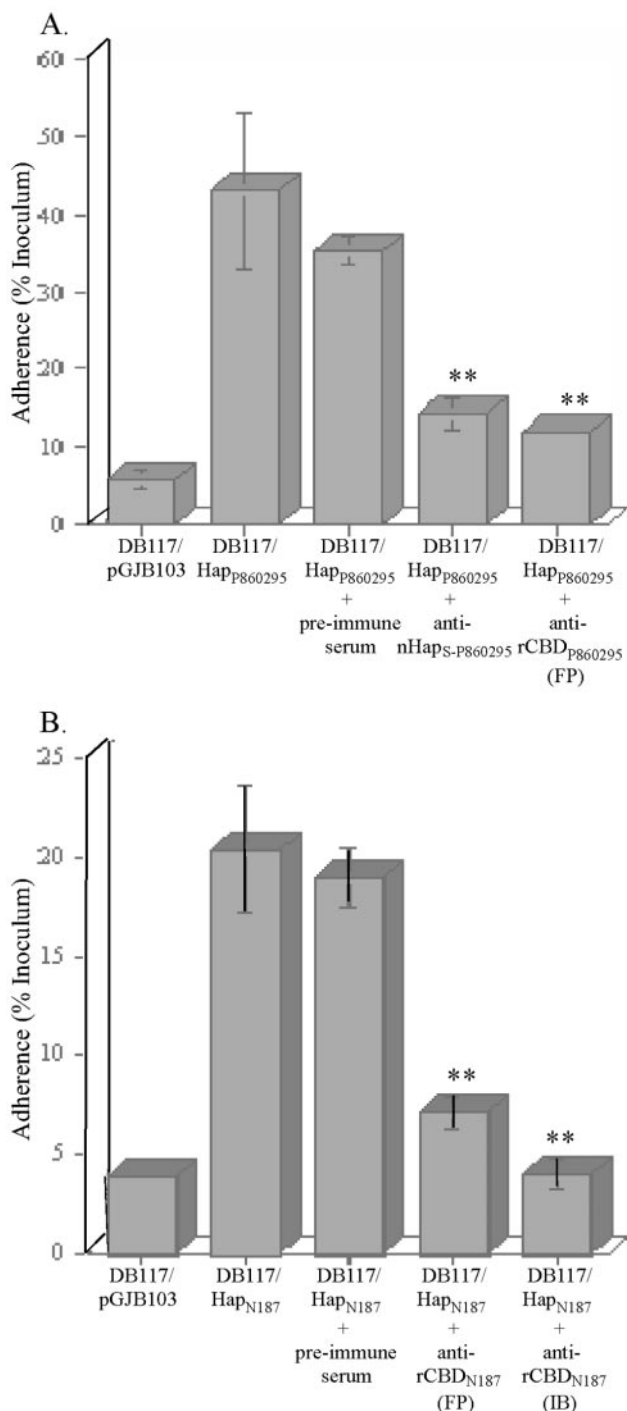 A.
60
50
40
30
20
10
0
Adherence (% Inoculum)
** **
DB117/ DB117/ DB117/ DB117/ DB117/
pGJB103 HapP860295 HapP860295 HapP860295 HapP860295
+ + +
pre-immune anti- anti-
serum nHapS-P860295 rCBDP860295
(FP)
B.
25
20
15
10
5
0
Adherence (% Inoculum)
**
**
DB117/ DB117/ DB117/ DB117/ DB117/
pGJB103 HapN187 HapN187 HapN187 HapN187
+ + +
pre-immune anti- anti-
serum rCBDN187 rCBDN187
(FP) (IB)